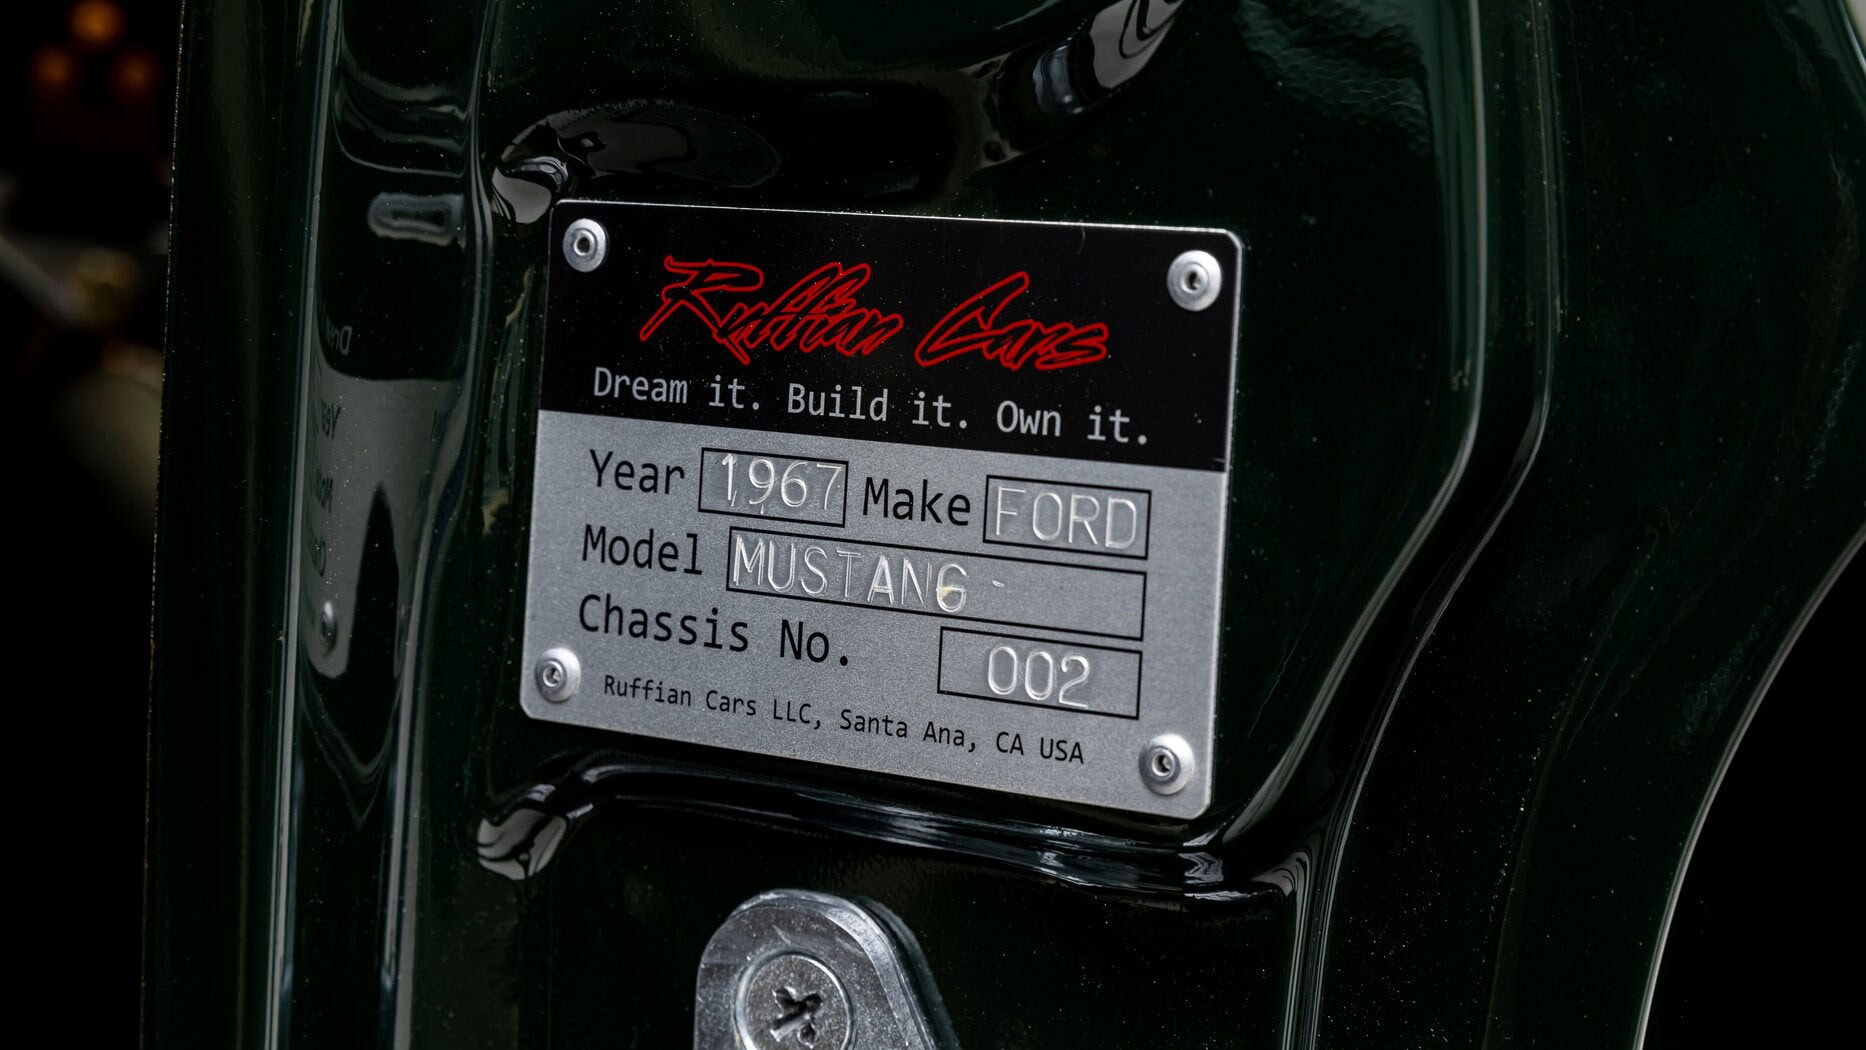 Ruffian Cars
Dream it. Build it. Own it.
Year 1967 Make FORD
Model MUSTANG -
Chassis No. 002
Ruffian Cars LLC, Santa Ana, CA USA